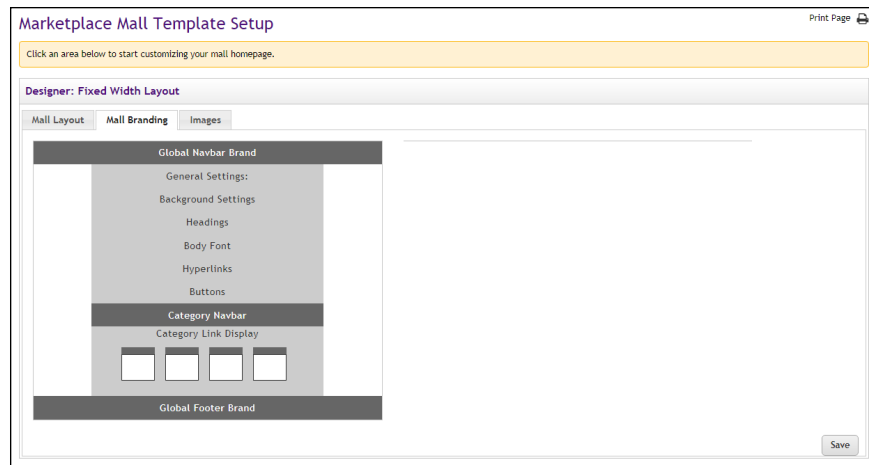 Marketplace Mall Template Setup
Print Page
Click an area below to start customizing your mall homepage.
Designer: Fixed Width Layout
Mall Layout Mall Branding Images
Global Navbar Brand
General Settings:
Background Settings
Headings
Body Font
Hyperlinks
Buttons
Category Navbar
Category Link Display
Global Footer Brand
Save